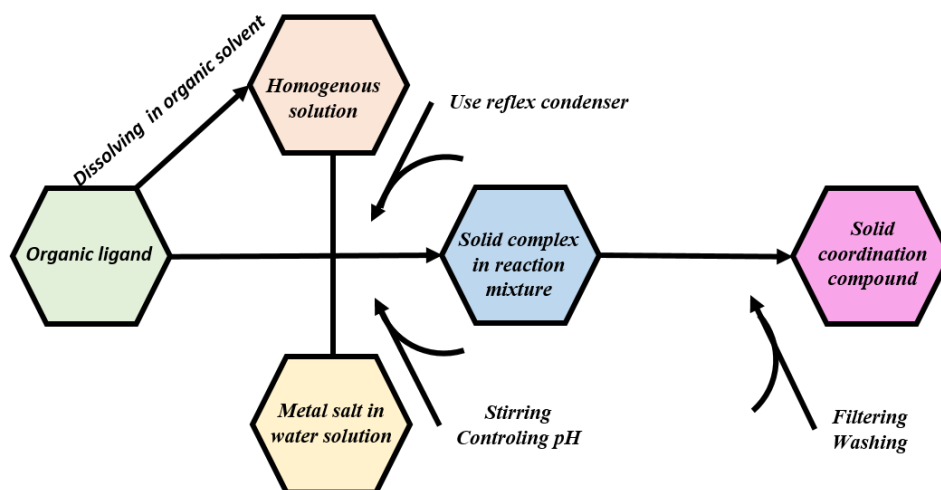 Dissolving in organic solvent
Homogenous
solution
Use reflex condenser
Organic ligand
Solid complex
in reaction
mixture
Solid
coordination
compound
Metal salt in
water solution
Stirring
Controling pH
Filtering
Washing